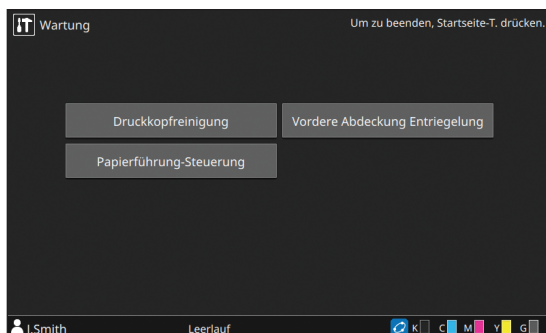 Wartung
Um zu beenden, Startseite-T. drücken.
Druckkopfreinigung
Vordere Abdeckung Entriegelung
Papierführung-Steuerung
J.Smith Leerlauf K C M Y G